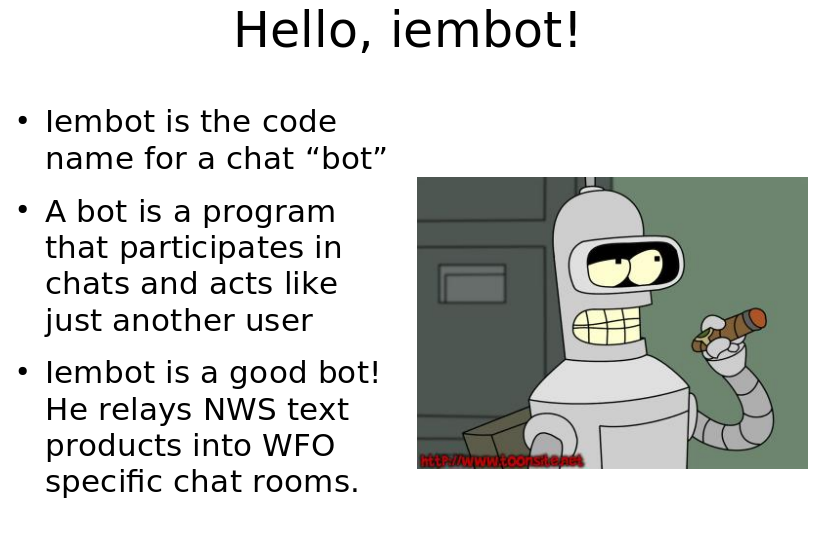 Hello, iembot!
• Iembot is the code
name for a chat “bot”
• A bot is a program
that participates in
chats and acts like
just another user
• Iembot is a good bot!
He relays NWS text
products into WFO
specific chat rooms.
http://www.toonsite.net